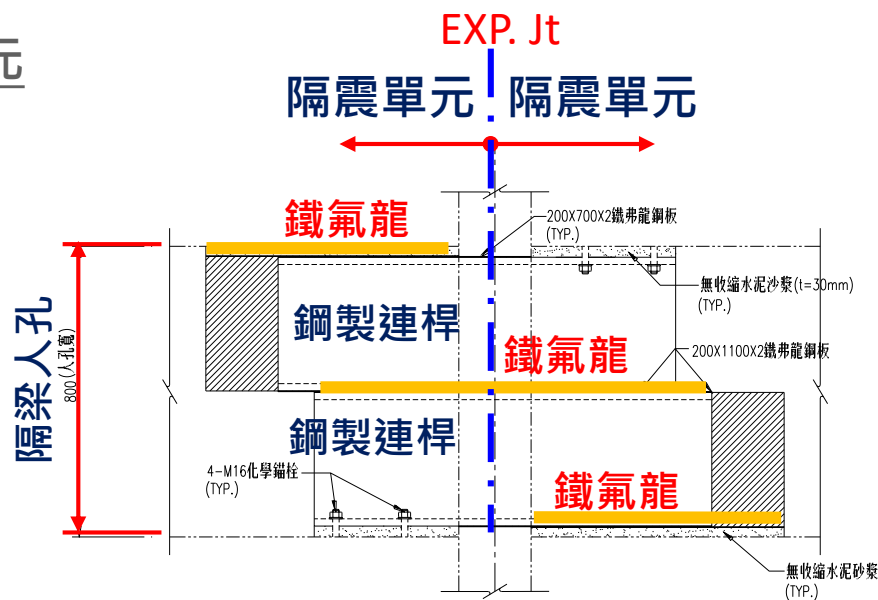 元
EXP. Jt
隔震單元 隔震單元
鐵氟龍
200X700X2鐵弗龍鋼板
(TYP.)
無收縮水泥沙漿(t=30mm)
(TYP.)
鋼製連桿
鐵氟龍
200X1100X2鐵弗龍鋼板
隔梁人孔
800(人孔寬)
鋼製連桿
4-M16化學錨栓
(TYP.)
鐵氟龍
無收縮水泥砂漿
(TYP.)